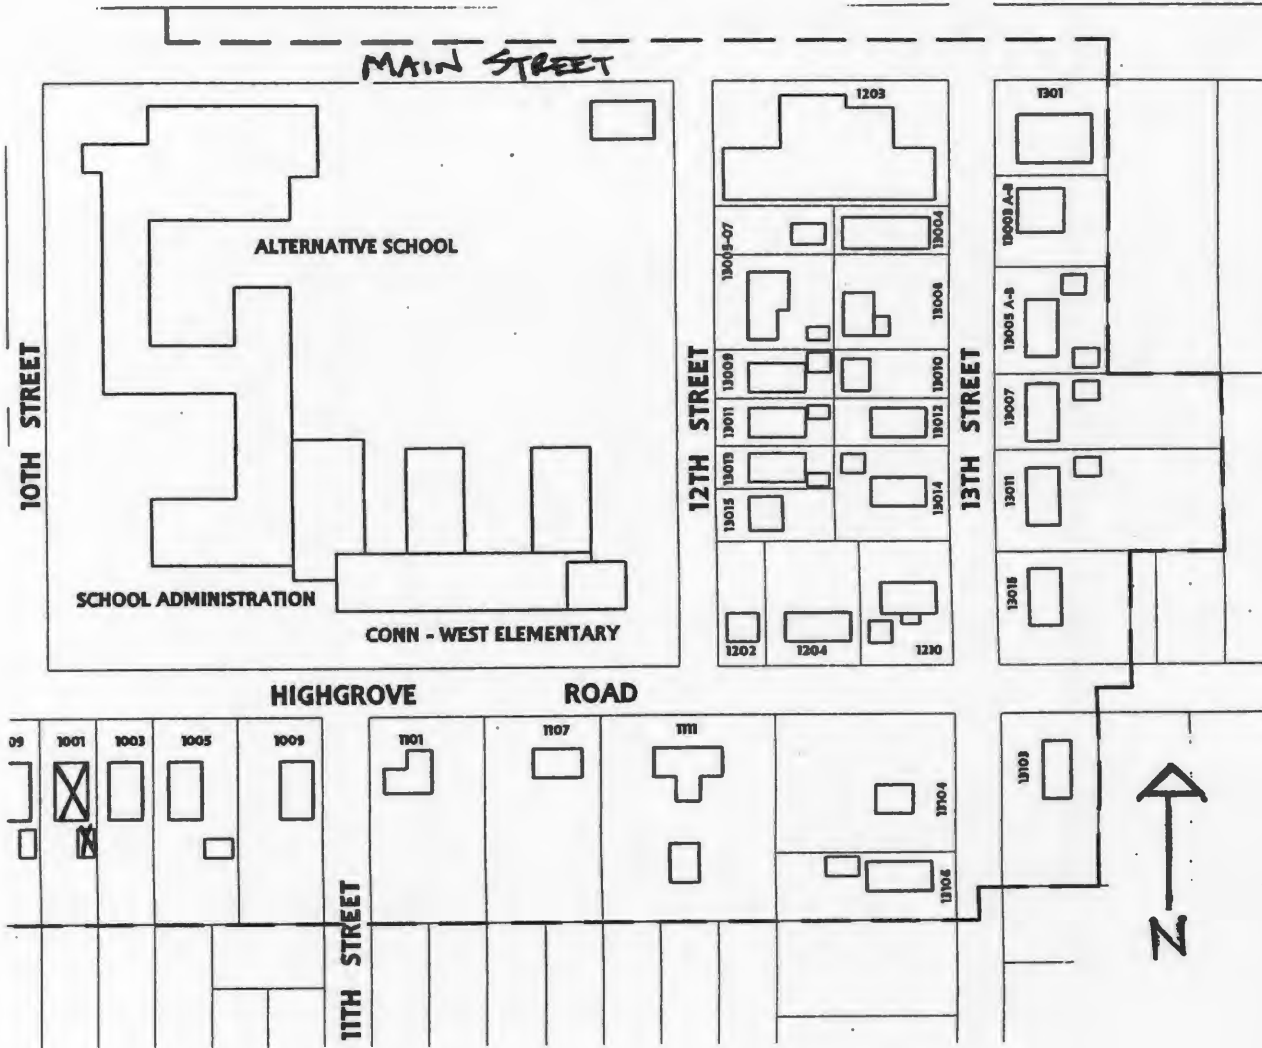 MAIN STREET
1203
1301
13003 A-B
13004
13005-07
ALTERNATIVE SCHOOL
13008
13005 A-B
10TH STREET
12TH STREET
13TH STREET
13009
13010
13007
13011
13012
13013
13014
13011
13015
13015
SCHOOL ADMINISTRATION
CONN - WEST ELEMENTARY
1202
1204
1210
HIGHGROVE ROAD
09
1001
1003
1005
1009
1101
1107
1111
13103
13104
13106
11TH STREET
N